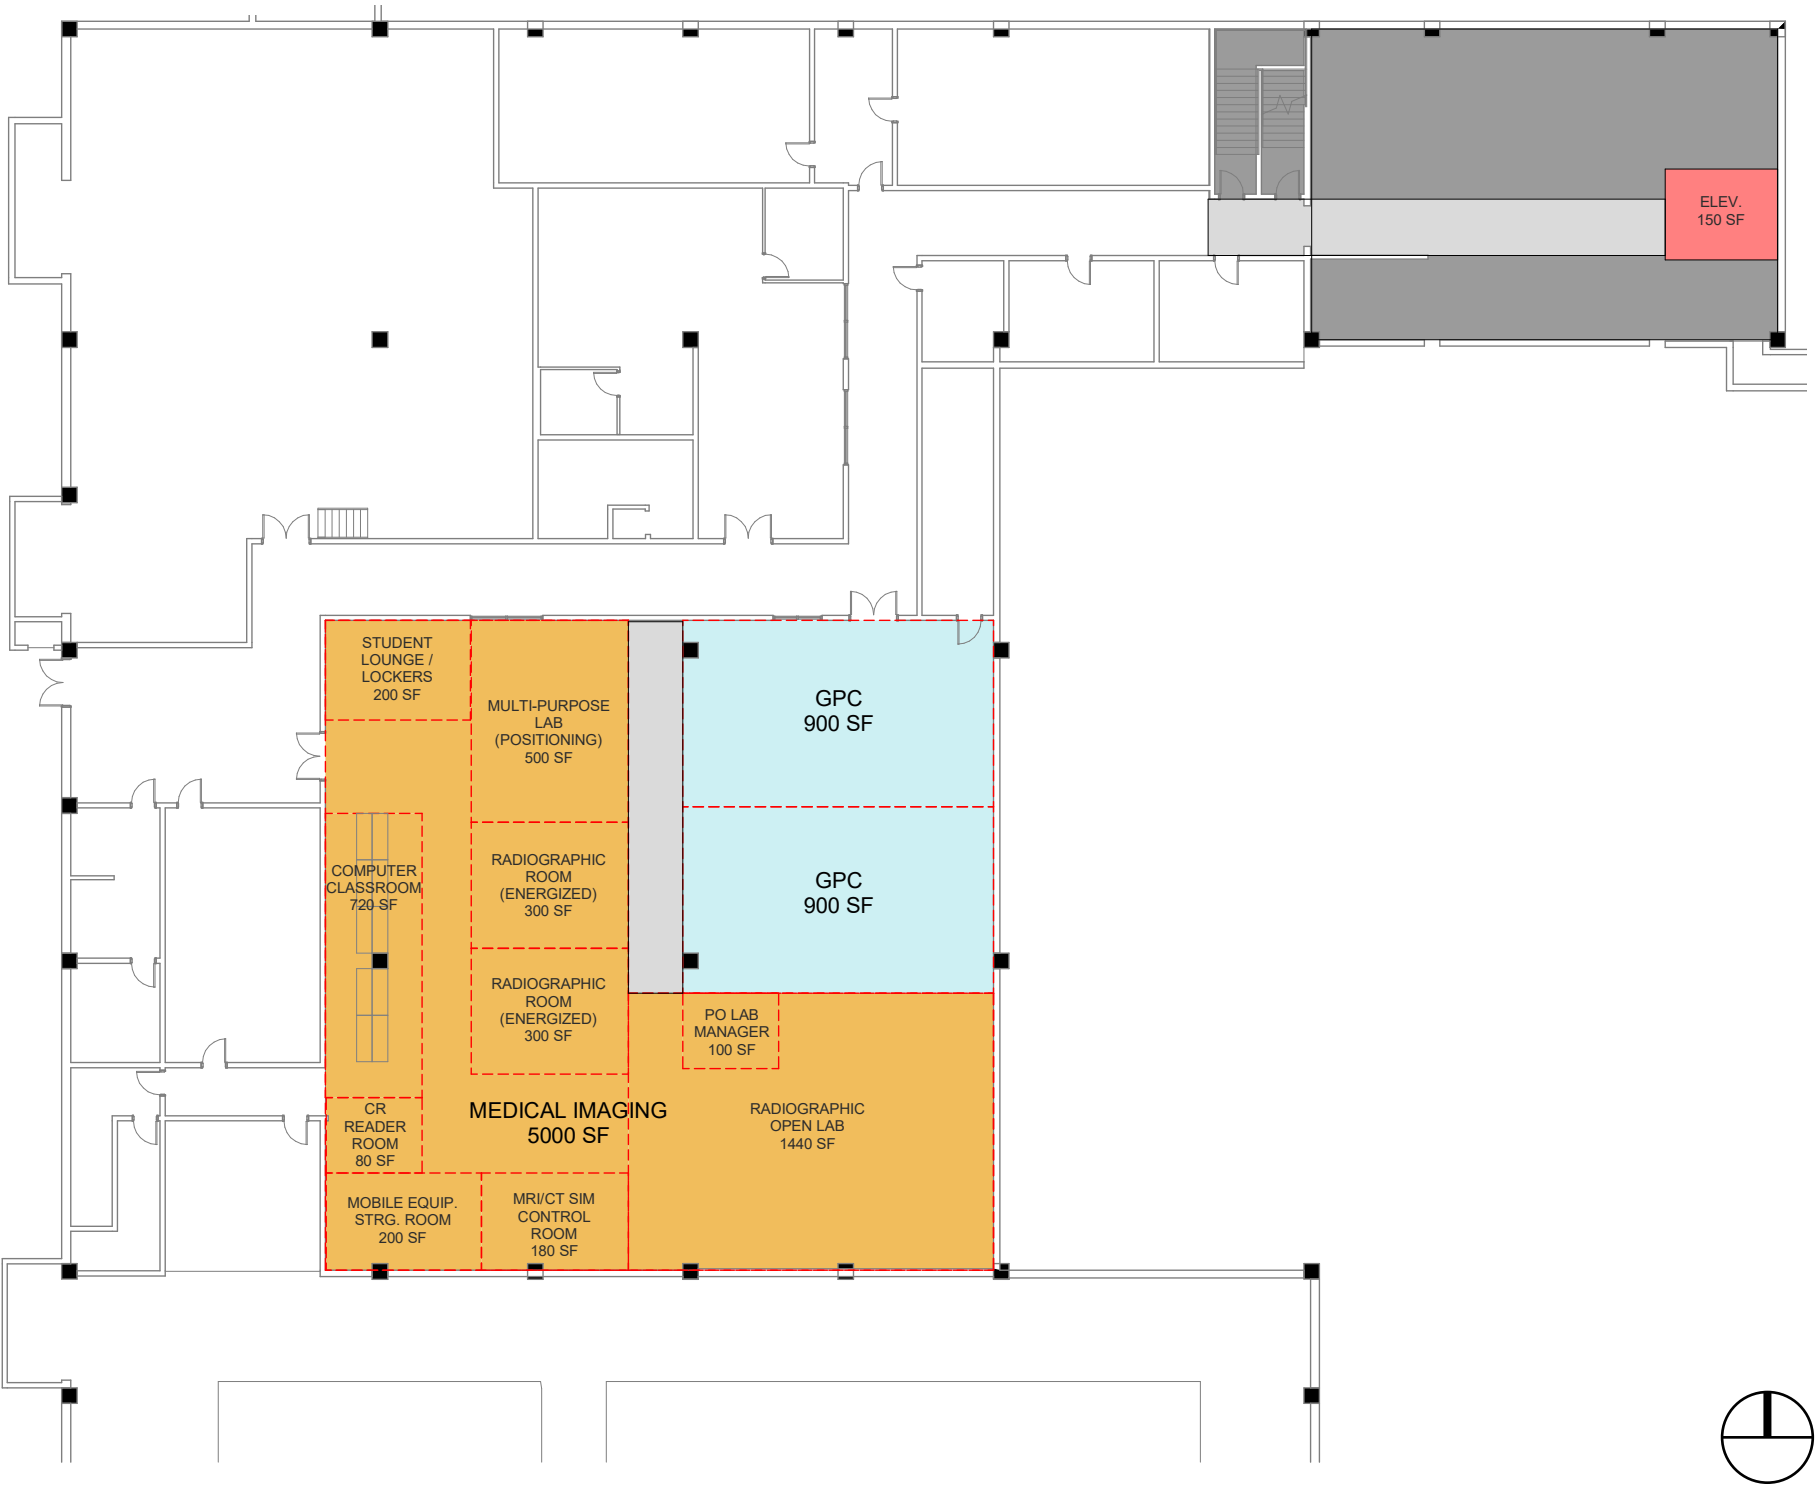 ELEV.
150 SF
STUDENT
LOUNGE /
LOCKERS
200 SF
MULTI-PURPOSE
LAB
(POSITIONING)
500 SF
GPC
900 SF
COMPUTER
CLASSROOM
720 SF
RADIOGRAPHIC
ROOM
(ENERGIZED)
300 SF
GPC
900 SF
RADIOGRAPHIC
ROOM
(ENERGIZED)
300 SF
PO LAB
MANAGER
100 SF
CR
READER
ROOM
80 SF
MEDICAL IMAGING
5000 SF
RADIOGRAPHIC
OPEN LAB
1440 SF
MOBILE EQUIP.
STRG. ROOM
200 SF
MRI/CT SIM
CONTROL
ROOM
180 SF